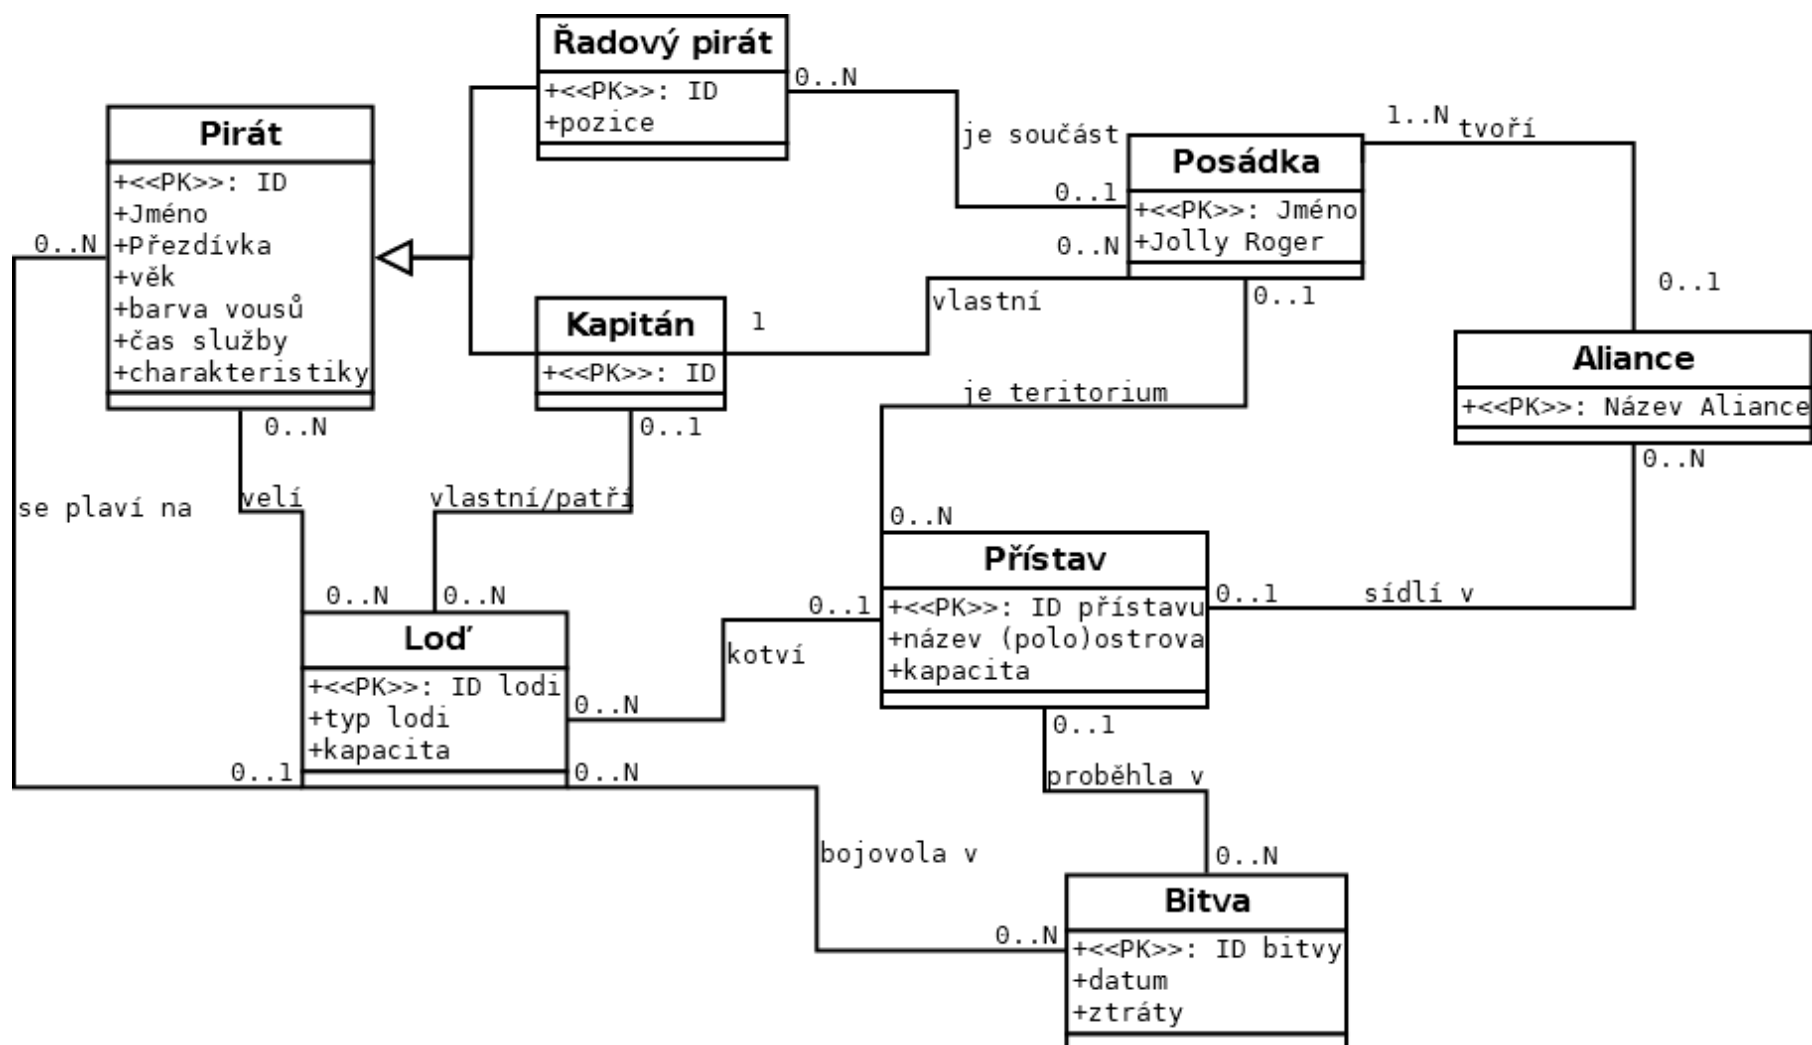 Řadový pirát
+<<PK>>: ID
+pozice
0..N
je součást
0..1
Pirát
+<<PK>>: ID
+Jméno
+Přezdívka
+věk
+barva vousů
+čas služby
+charakteristiky
0..N
0..N
Posádka
+<<PK>>: Jméno
+Jolly Roger
1..N
tvoří
0..1
0..N
vlastní
1
0..1
Kapitán
+<<PK>>: ID
0..1
je teritorium
Aliance
+<<PK>>: Název Aliance
0..N
se plaví na
velí
vlastní/patří
0..N
0..N
0..N
Přístav
+<<PK>>: ID přístavu
+název (polo)ostrova
+kapacita
0..1
0..1
sídlí v
Loď
+<<PK>>: ID lodi
+typ lodi
+kapacita
kotví
0..N
0..1
0..N
0..1
proběhla v
bojovola v
0..N
0..N
Bitva
+<<PK>>: ID bitvy
+datum
+ztráty